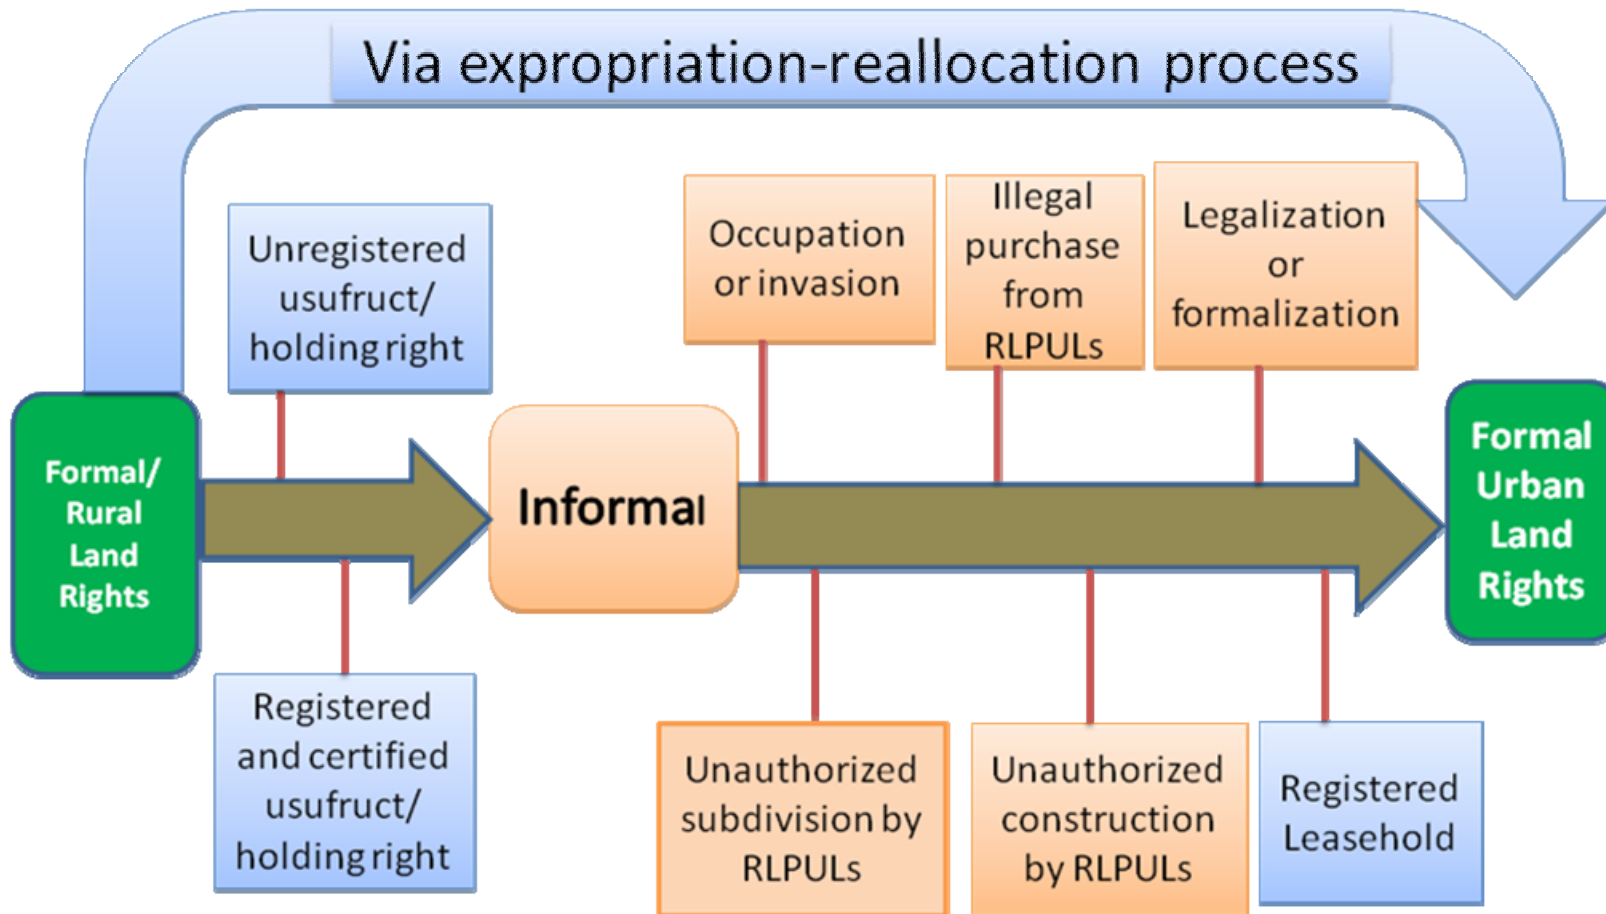 Via expropriation-reallocation process
Unregistered
usufruct/
holding right
Occupation
or invasion
Illegal
purchase
from
RLPULs
Legalization
or
formalization
Formal/
Rural
Land
Rights
Informal
Formal
Urban
Land
Rights
Registered
and certified
usufruct/
holding right
Unauthorized
subdivision by
RLPULs
Unauthorized
construction
by RLPULs
Registered
Leasehold